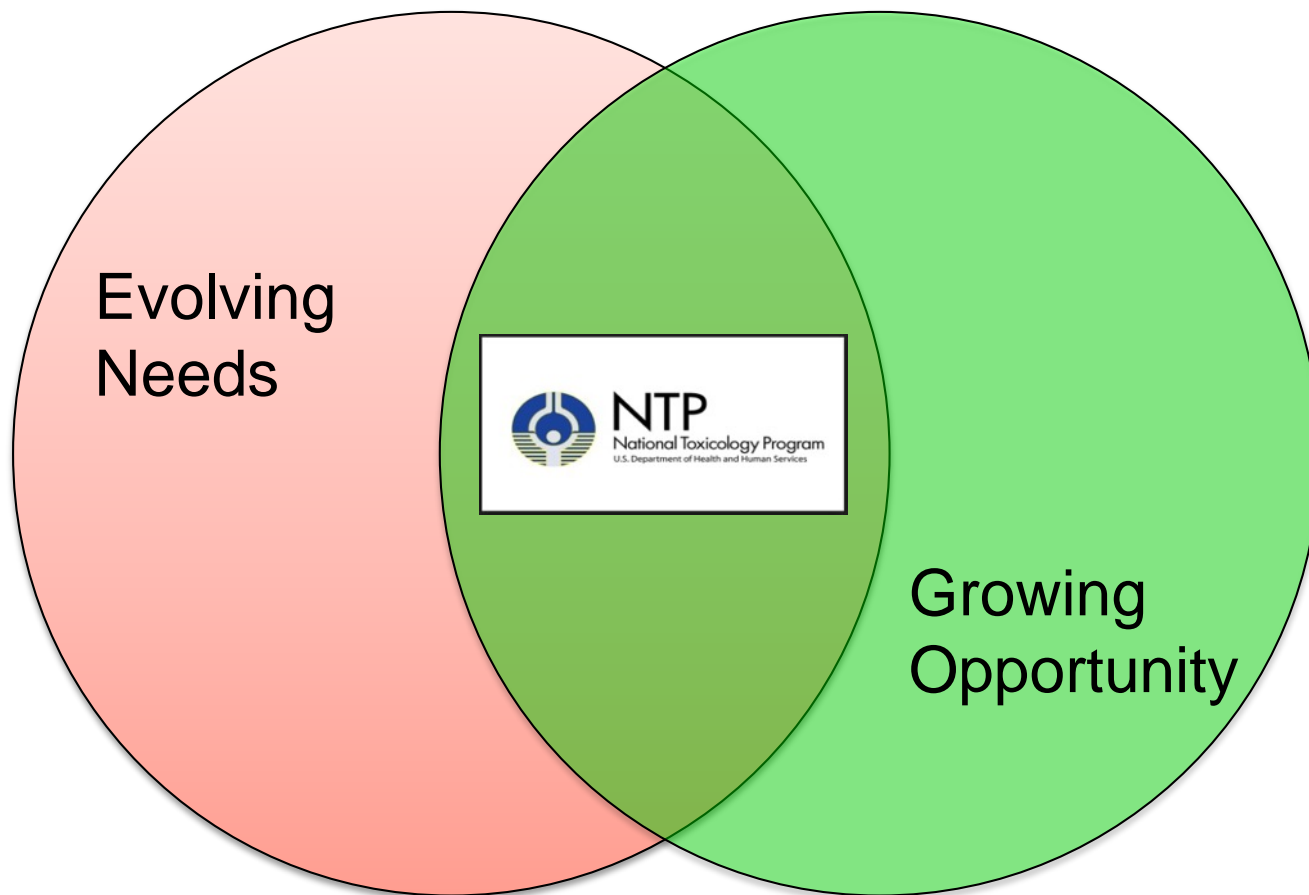 Evolving
Needs
NTP
National Toxicology Program
U.S. Department of Health and Human Services
Growing
Opportunity